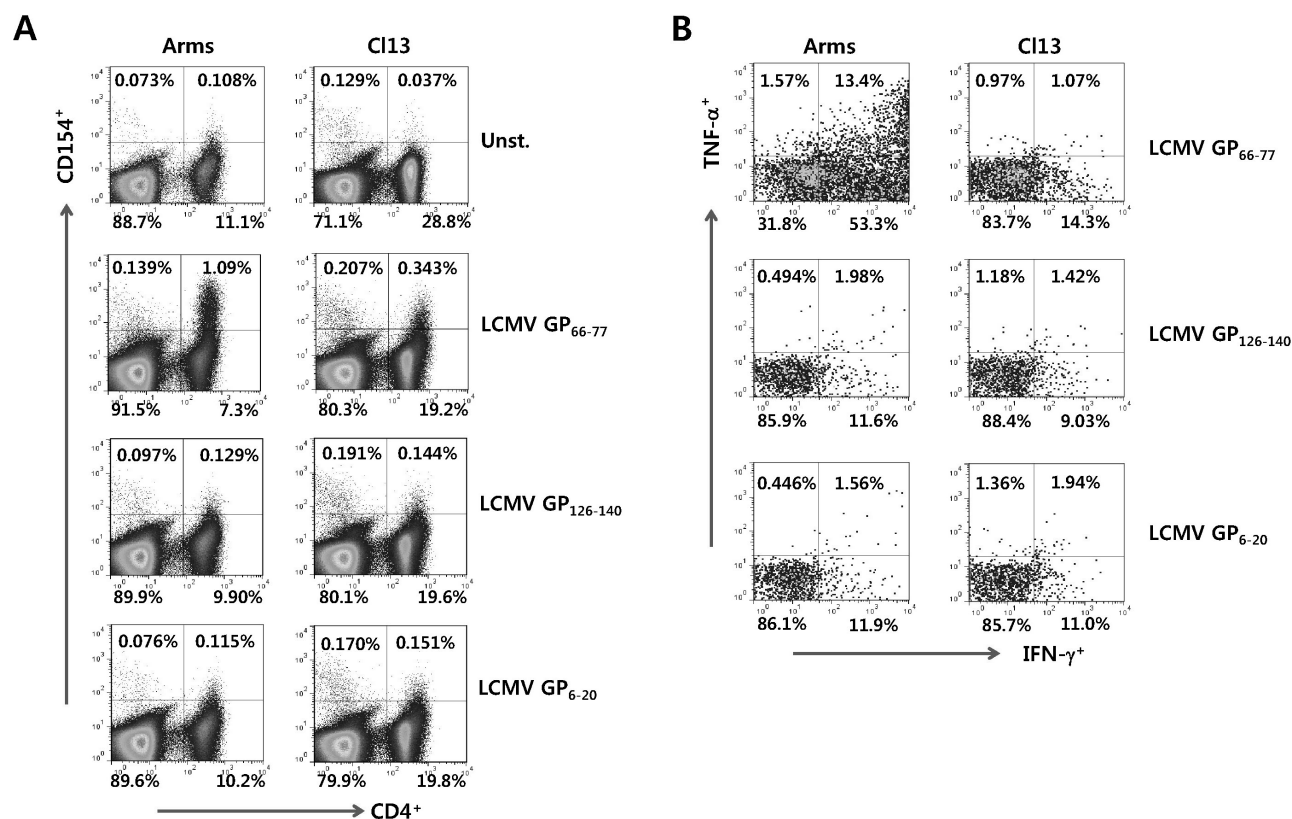 A
B
Arms Cl13
Arms Cl13
CD154+
0.073% 0.108% 0.129% 0.037%
Unst.
88.7% 11.1% 71.1% 28.8%
0.139% 1.09% 0.207% 0.343%
LCMV GP66-77
91.5% 7.3% 80.3% 19.2%
0.097% 0.129% 0.191% 0.144%
LCMV GP126-140
89.9% 9.90% 80.1% 19.6%
0.076% 0.115% 0.170% 0.151%
LCMV GP6-20
89.6% 10.2% 79.9% 19.8%
CD4+
TNF-α+
1.57% 13.4% 0.97% 1.07%
LCMV GP66-77
31.8% 53.3% 83.7% 14.3%
0.494% 1.98% 1.18% 1.42%
LCMV GP126-140
85.9% 11.6% 88.4% 9.03%
0.446% 1.56% 1.36% 1.94%
LCMV GP6-20
86.1% 11.9% 85.7% 11.0%
IFN-γ+